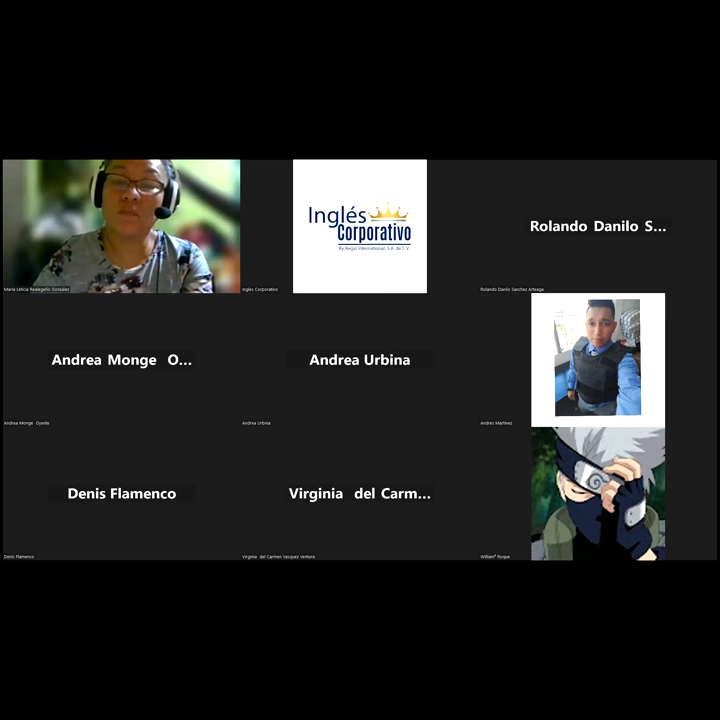 María Leticia Realegeño González
Inglés
Corporativo
By Regal International, S.A. de C.V.
Inglés Corporativo
Rolando Danilo S...
Rolando Danilo Sanchez Arteaga
Andrea Monge O...
Andrea Monge Oyente
Andrea Urbina
Andrea Urbina
Andres Martinez
Denis Flamenco
Denis Flamenco
Virginia del Carm...
Virginia del Carmen Vasquez Ventura
William* Roque